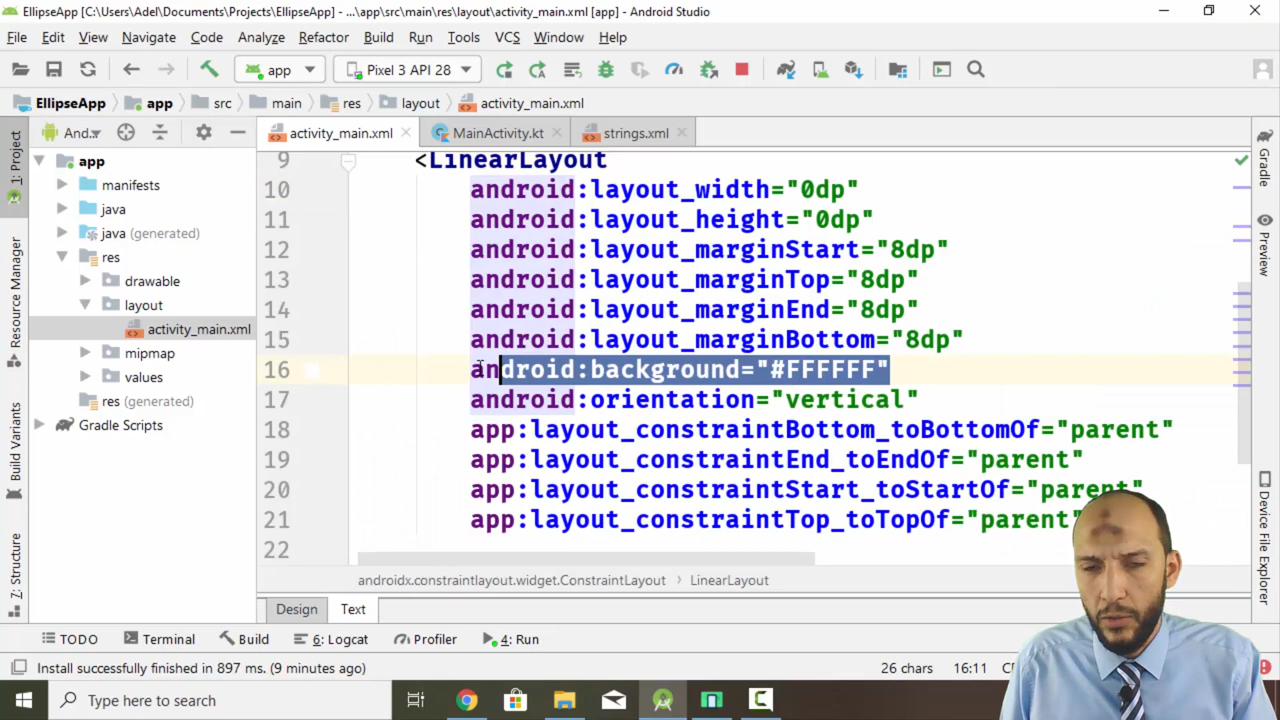 EllipseApp [C:\Users\Adel\Documents\Projects\EllipseApp] - ...\app\src\main\res\layout\activity_main.xml [app] - Android Studio
File Edit View Navigate Code Analyze Refactor Build Run Tools VCS Window Help
app Pixel 3 API 28
EllipseApp app src main res layout activity_main.xml
And.. activity_main.xml MainActivity.kt strings.xml
1: Project
Resource Manager
Build Variants
Z: Structure
app
manifests
java
java (generated)
res
drawable
layout
activity_main.xml
mipmap
values
res (generated)
Gradle Scripts
9 <LinearLayout
10 android:layout_width="0dp"
11 android:layout_height="0dp"
12 android:layout_marginStart="8dp"
13 android:layout_marginTop="8dp"
14 android:layout_marginEnd="8dp"
15 android:layout_marginBottom="8dp"
16 android:background="#FFFFFF"
17 android:orientation="vertical"
18 app:layout_constraintBottom_toBottomOf="parent"
19 app:layout_constraintEnd_toEndOf="parent"
20 app:layout_constraintStart_toStartOf="parent"
21 app:layout_constraintTop_toTopOf="parent"
22
Gradle
Preview
Device File Explorer
androidx.constraintlayout.widget.ConstraintLayout LinearLayout
Design Text
TODO Terminal Build 6: Logcat Profiler 4: Run
Install successfully finished in 897 ms. (9 minutes ago) 26 chars 16:11
Type here to search